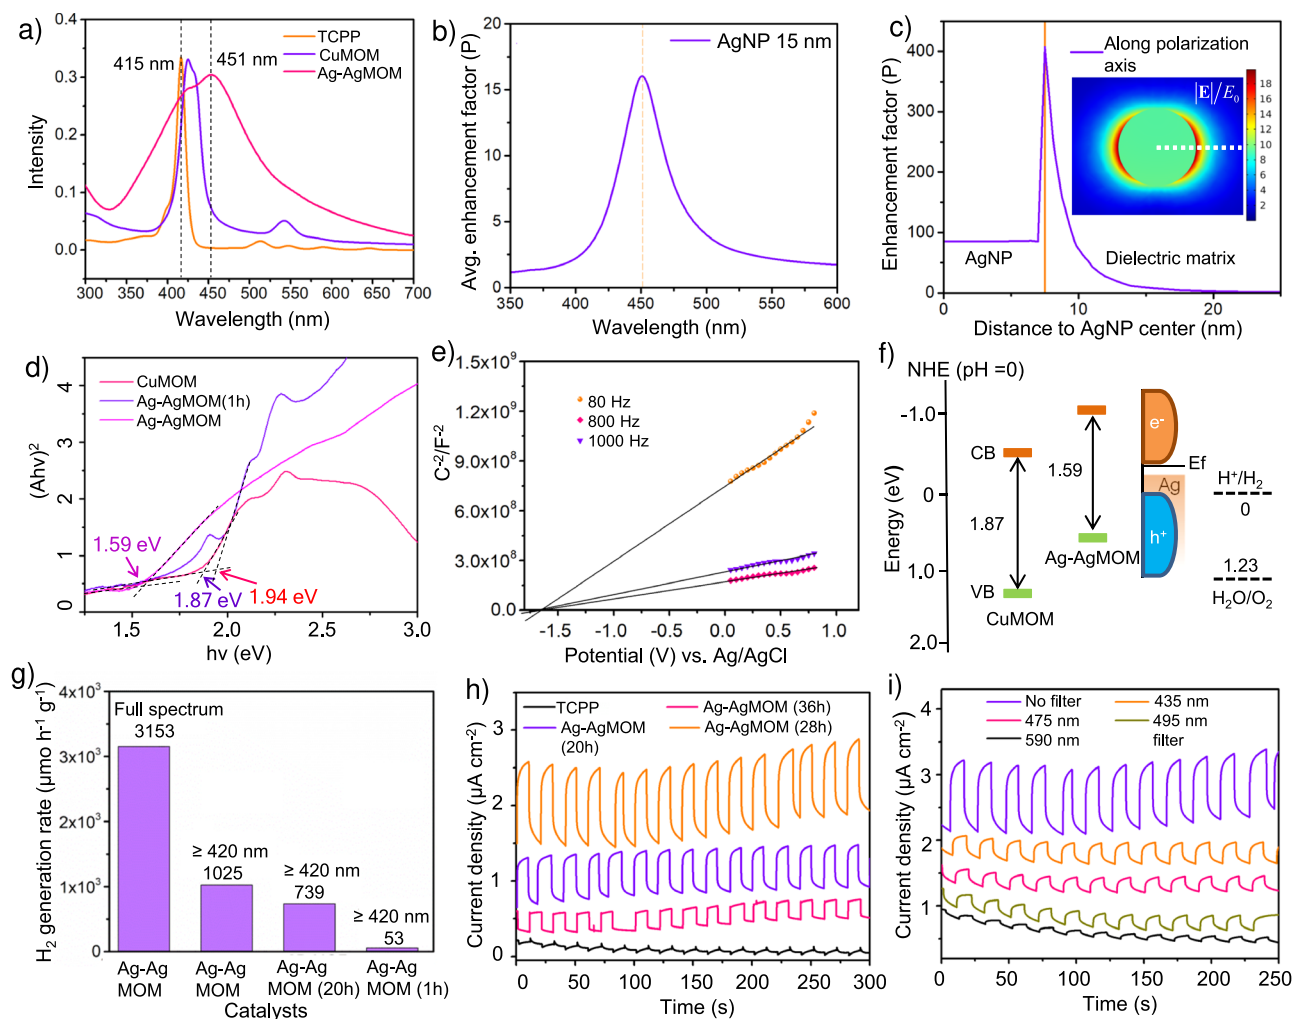 a)
0.4
0.3
0.2
0.1
0.0
Intensity
TCPP
CuMOM
Ag-AgMOM
415 nm
451 nm
300 350 400 450 500 550 600 650 700
Wavelength (nm)
b)
20
15
10
5
0
Avg. enhancement factor (P)
AgNP 15 nm
350 400 450 500 550 600
Wavelength (nm)
c)
400
300
200
100
0
Enhancement factor (P)
Along polarization
axis
|E|/E0
18
16
14
12
10
8
6
4
2
AgNP
Dielectric matrix
0 10 20
Distance to AgNP center (nm)
d)
4
3
2
1
0
(Ahv)²
CuMOM
Ag-AgMOM(1h)
Ag-AgMOM
1.59 eV
1.87 eV
1.94 eV
1.5 2.0 2.5 3.0
hv (eV)
e)
1.5x10⁹
1.2x10⁹
9.0x10⁸
6.0x10⁸
3.0x10⁸
0.0
C⁻²/F⁻²
80 Hz
800 Hz
1000 Hz
-1.5 -1.0 -0.5 0.0 0.5 1.0
Potential (V) vs. Ag/AgCl
f)
NHE (pH =0)
-1.0
0
1.0
2.0
Energy (eV)
CB
VB
1.87
CuMOM
1.59
Ag-AgMOM
e⁻
h⁺
Ef
Ag
H⁺/H₂
0
1.23
H₂O/O₂
g)
4x10³
3x10³
2x10³
1x10³
0
H₂ generation rate (µmo h⁻¹ g⁻¹)
Full spectrum
3153
≥ 420 nm
1025
≥ 420 nm
739
≥ 420 nm
53
Ag-Ag
MOM
Ag-Ag
MOM
Ag-Ag
MOM (20h)
Ag-Ag
MOM (1h)
Catalysts
h)
3
2
1
0
Current density (µA cm⁻²)
TCPP
Ag-AgMOM
(20h)
Ag-AgMOM (36h)
Ag-AgMOM (28h)
0 50 100 150 200 250 300
Time (s)
i)
4
3
2
1
Current density (µA cm⁻²)
No filter
475 nm
590 nm
435 nm
495 nm
filter
0 50 100 150 200 250
Time (s)